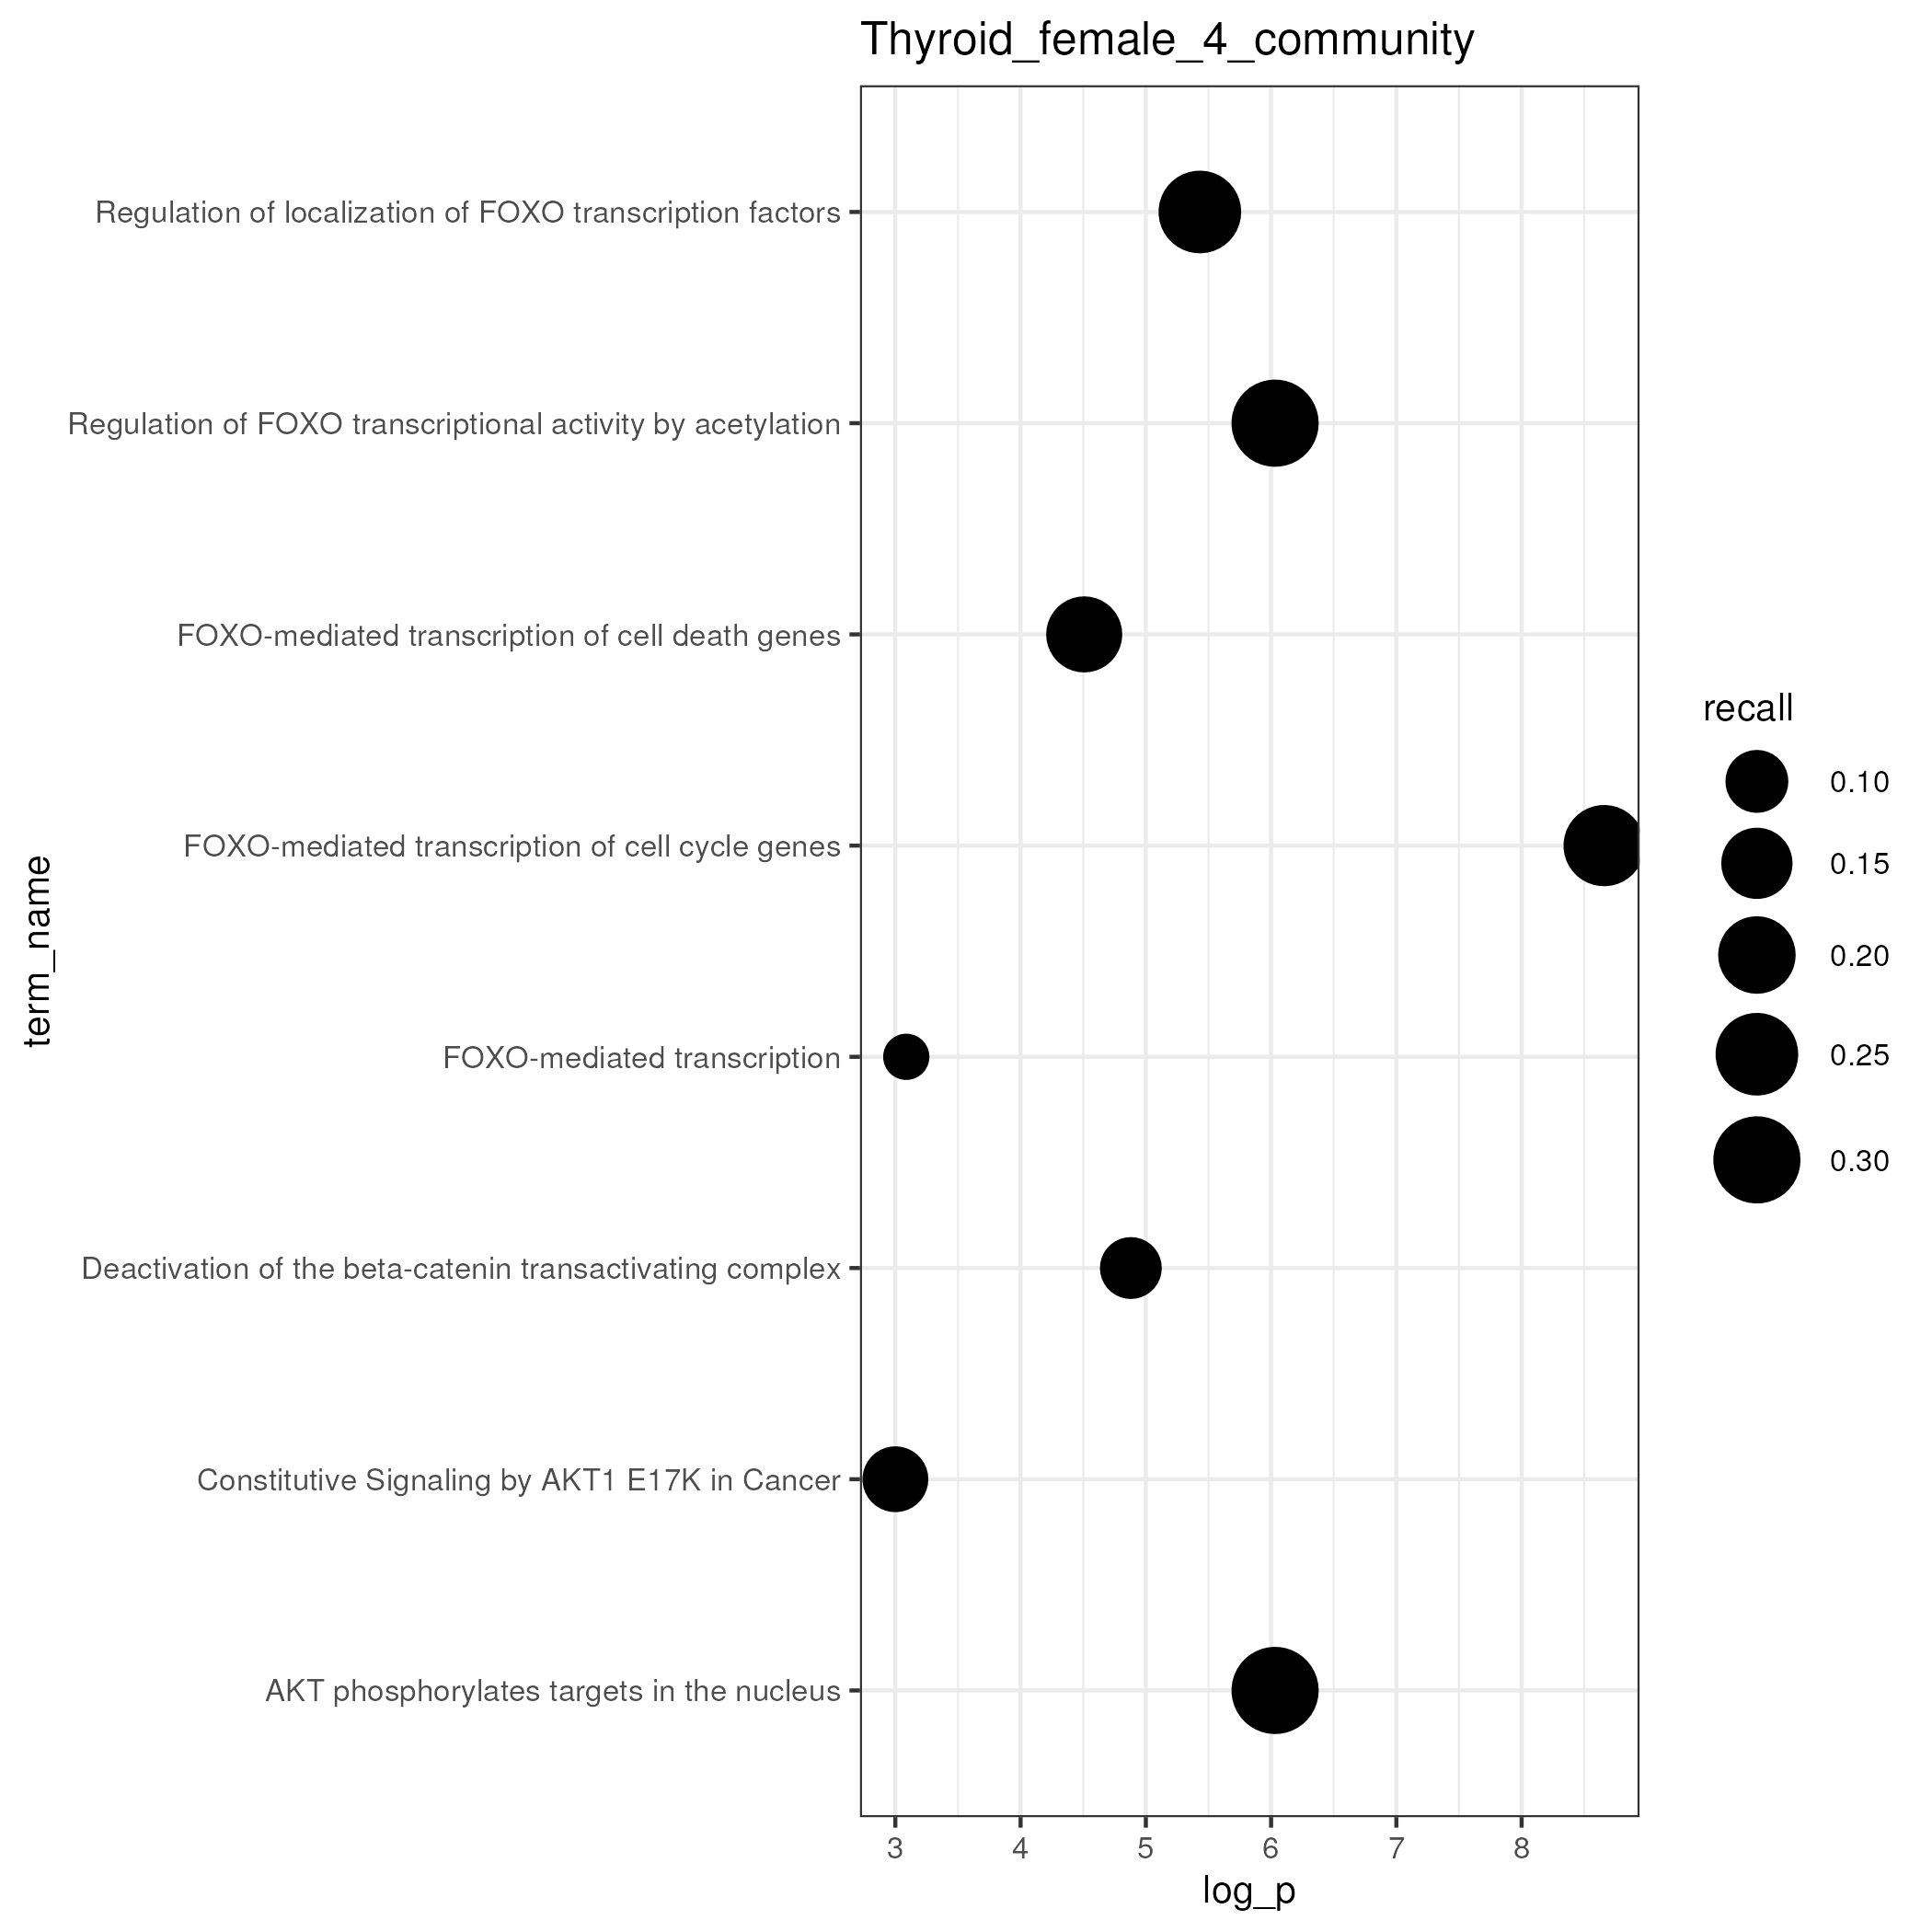 Thyroid_female_4_community
Regulation of localization of FOXO transcription factors
Regulation of FOXO transcriptional activity by acetylation
FOXO-mediated transcription of cell death genes
FOXO-mediated transcription of cell cycle genes
FOXO-mediated transcription
Deactivation of the beta-catenin transactivating complex
Constitutive Signaling by AKT1 E17K in Cancer
AKT phosphorylates targets in the nucleus
term_name
3 4 5 6 7 8
log_p
recall
0.10
0.15
0.20
0.25
0.30